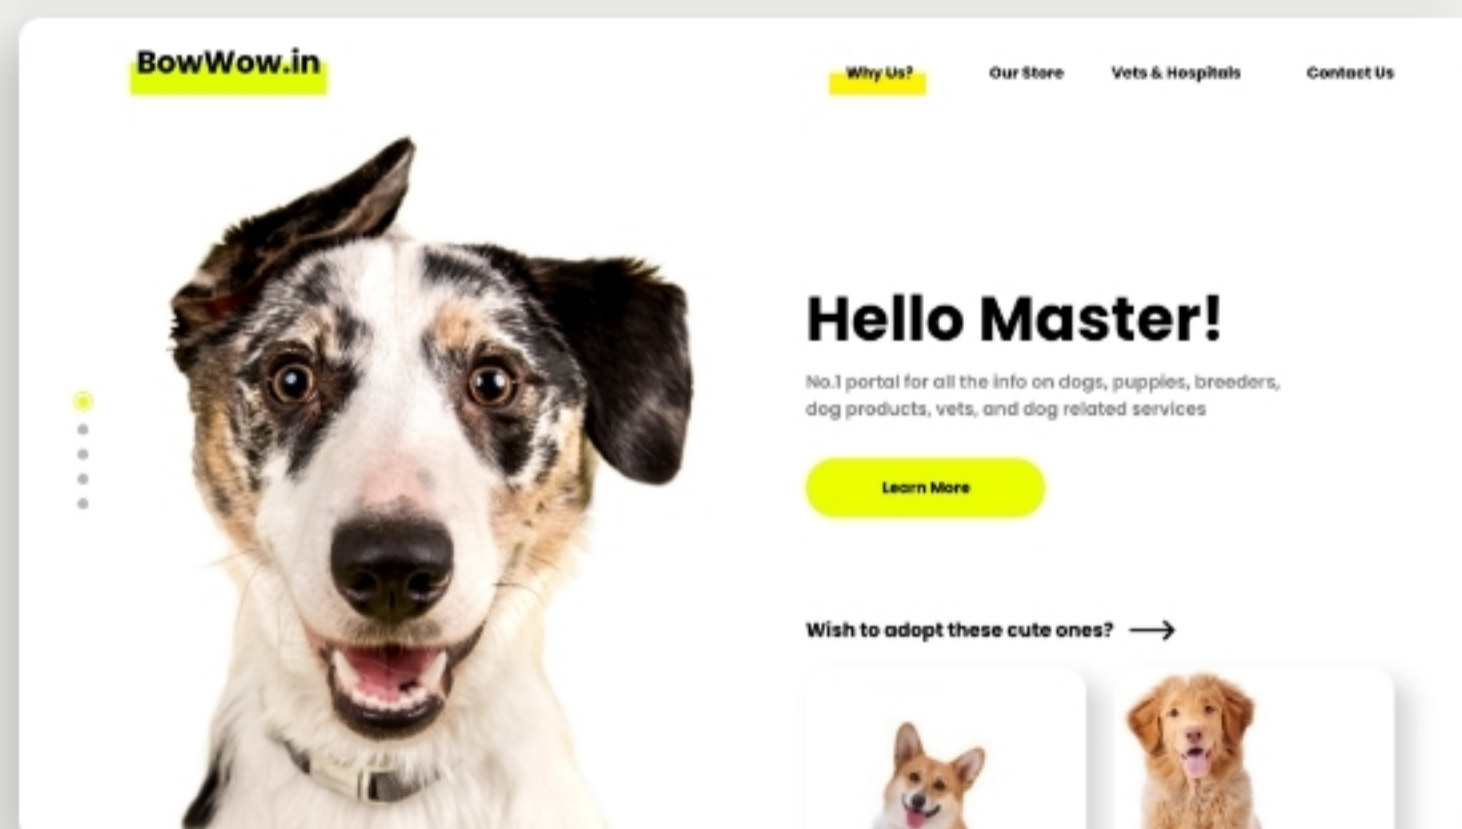 BowWow.in
Why Us?
Our Store
Vets & Hospitals
Contact Us
Hello Master!
No.1 portal for all the info on dogs, puppies, breeders,
dog products, vets, and dog related services
Learn More
Wish to adopt these cute ones?